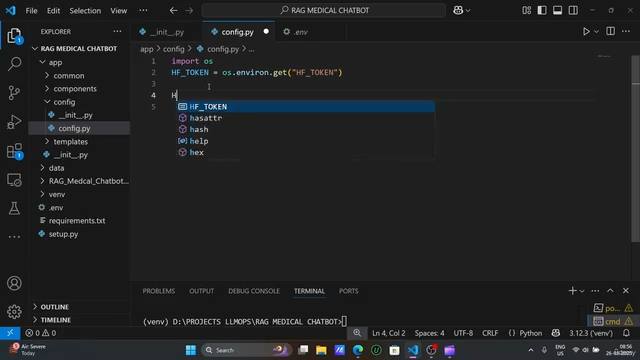 RAG MEDICAL CHATBOT
EXPLORER
RAG MEDICAL CHATBOT
app
common
components
config
__init__.py
config.py
templates
__init__.py
data
RAG_Medcal_Chatbot...
venv
.env
requirements.txt
setup.py
OUTLINE
TIMELINE
__init__.py
config.py
.env
app > config > config.py > ...
1 import os
2 HF_TOKEN = os.environ.get("HF_TOKEN")
3
4 H
5
HF_TOKEN
hasattr
hash
help
hex
PROBLEMS OUTPUT DEBUG CONSOLE TERMINAL PORTS
(venv) D:\PROJECTS LLMOPS\RAG MEDICAL CHATBOT>
po...
cmd
0 0 Ln 4, Col 2 Spaces: 4 UTF-8 CRLF { } Python 3.12.3 ('venv')
Air: Severe
Today
Search
ENG
US
08:56